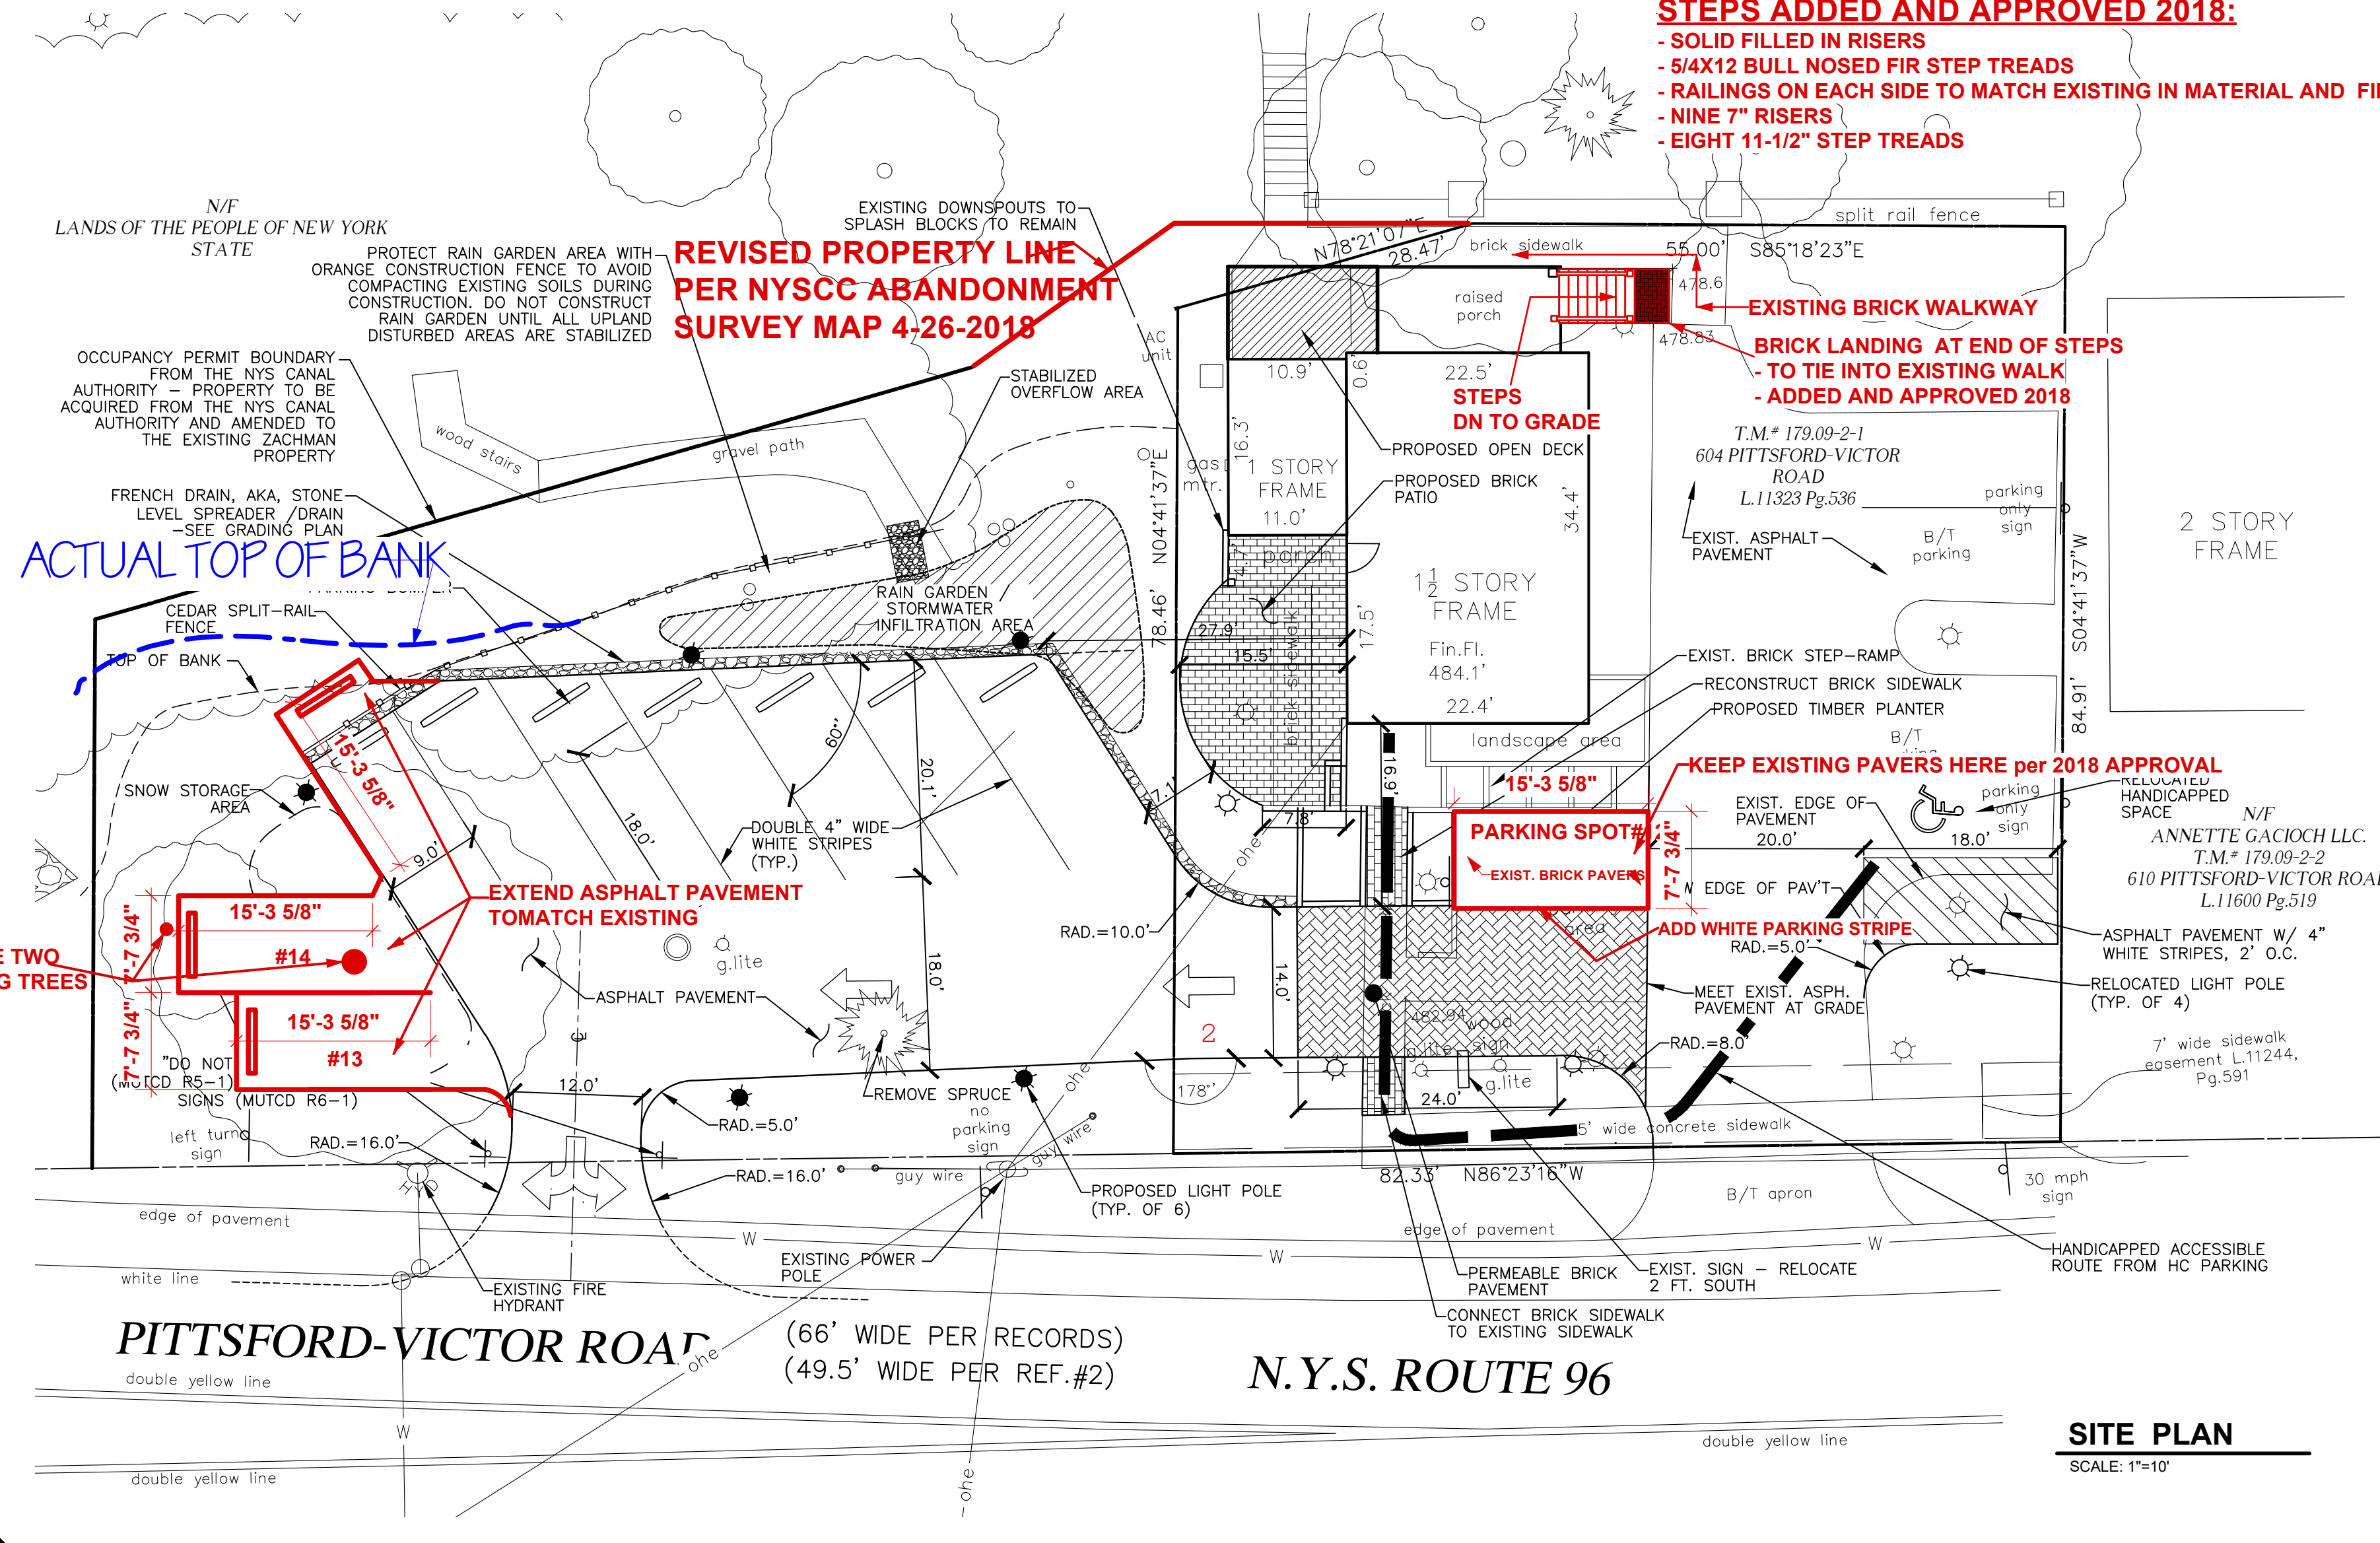 STEPS ADDED AND APPROVED 2018:
- SOLID FILLED IN RISERS
- 5/4X12 BULL NOSED FIR STEP TREADS
- RAILINGS ON EACH SIDE TO MATCH EXISTING IN MATERIAL AND
- NINE 7" RISERS
- EIGHT 11-1/2" STEP TREADS
N/F
LANDS OF THE PEOPLE OF NEW YORK
STATE
EXISTING DOWNSPOUTS TO
SPLASH BLOCKS TO REMAIN
PROTECT RAIN GARDEN AREA WITH
ORANGE CONSTRUCTION FENCE TO AVOID
COMPACTING EXISTING SOILS DURING
CONSTRUCTION. DO NOT CONSTRUCT
RAIN GARDEN UNTIL ALL UPLAND
DISTURBED AREAS ARE STABILIZED
REVISED PROPERTY LINE
PER NYSCC ABANDONMENT
SURVEY MAP 4-26-2018
N78°21'07"E
28.47'
split rail fence
brick sidewalk
55.00'
S85°18'23"E
478.6
478.83
raised
porch
EXISTING BRICK WALKWAY
BRICK LANDING AT END OF STEPS
- TO TIE INTO EXISTING WALK
- ADDED AND APPROVED 2018
STEPS
DN TO GRADE
OCCUPANCY PERMIT BOUNDARY
FROM THE NYS CANAL
AUTHORITY – PROPERTY TO BE
ACQUIRED FROM THE NYS CANAL
AUTHORITY AND AMENDED TO
THE EXISTING ZACHMAN
PROPERTY
STABILIZED
OVERFLOW AREA
AC
unit
10.9'
0.6'
22.5'
wood stairs
gravel path
gas
mtr.
16.3'
1 STORY
FRAME
11.0'
34.4'
PROPOSED OPEN DECK
PROPOSED BRICK
PATIO
T.M.# 179.09-2-1
604 PITTSFORD-VICTOR
ROAD
L.11323 Pg.536
parking
only
sign
EXIST. ASPHALT
PAVEMENT
B/T
parking
2 STORY
FRAME
FRENCH DRAIN, AKA, STONE
LEVEL SPREADER /DRAIN
–SEE GRADING PLAN
ACTUAL TOP OF BANK
PARKING BUMPER
CEDAR SPLIT–RAIL
FENCE
TOP OF BANK
RAIN GARDEN
STORMWATER
INFILTRATION AREA
N04°41'37"E
78.46'
4.7'
porch
27.9'
15.5'
17.5'
brick sidewalk
1½ STORY
FRAME
Fin.Fl.
484.1'
22.4'
S04°41'37"W
84.91'
EXIST. BRICK STEP–RAMP
RECONSTRUCT BRICK SIDEWALK
PROPOSED TIMBER PLANTER
landscape area
B/T
KEEP EXISTING PAVERS HERE per 2018 APPROVAL
RELOCATED
HANDICAPPED
SPACE
parking
only
sign
EXIST. EDGE OF
PAVEMENT
20.0'
18.0'
N/F
ANNETTE GACIOCH LLC.
T.M.# 179.09-2-2
610 PITTSFORD-VICTOR
L.11600 Pg.519
15'-3 5/8"
SNOW STORAGE
AREA
60°
18.0'
9.0'
20.1'
7.1'
7.8'
16.9'
DOUBLE 4" WIDE
WHITE STRIPES
(TYP.)
15'-3 5/8"
PARKING SPOT#
EXIST. BRICK PAVERS
7'-7 3/4"
EDGE OF PAV'T
ADD WHITE PARKING STRIPE
area
RAD.=5.0'
ASPHALT PAVEMENT W/ 4"
WHITE STRIPES, 2' O.C.
RELOCATED LIGHT POLE
(TYP. OF 4)
EXTEND ASPHALT PAVEMENT
TOMATCH EXISTING
15'-3 5/8"
7'-7 3/4"
#14
TWO
TREES
15'-3 5/8"
7'-7 3/4"
#13
g.lite
ASPHALT PAVEMENT
RAD.=10.0'
18.0'
14.0'
2
178°
ohe
MEET EXIST. ASPH.
PAVEMENT AT GRADE
482.94
wood
sign
g.lite
g.lite
RAD.=8.0'
7' wide sidewalk
easement L.11244,
Pg.591
"DO NOT
(MUTCD R5–1)
SIGNS (MUTCD R6–1)
12.0'
REMOVE SPRUCE
no
parking
sign
ohe
24.0'
left turn
sign
RAD.=16.0'
RAD.=5.0'
RAD.=16.0'
guy wire
guy wire
5' wide concrete sidewalk
82.33'
N86°23'16"W
HYD
PROPOSED LIGHT POLE
(TYP. OF 6)
B/T apron
30 mph
sign
edge of pavement
edge of pavement
W
W
W
EXISTING POWER
POLE
white line
EXISTING FIRE
HYDRANT
PERMEABLE BRICK
PAVEMENT
EXIST. SIGN – RELOCATE
2 FT. SOUTH
HANDICAPPED ACCESSIBLE
ROUTE FROM HC PARKING
CONNECT BRICK SIDEWALK
TO EXISTING SIDEWALK
PITTSFORD-VICTOR ROAD
(66' WIDE PER RECORDS)
(49.5' WIDE PER REF.#2)
N.Y.S. ROUTE 96
ohe
double yellow line
W
double yellow line
double yellow line
ohe
SITE PLAN
SCALE: 1"=10'